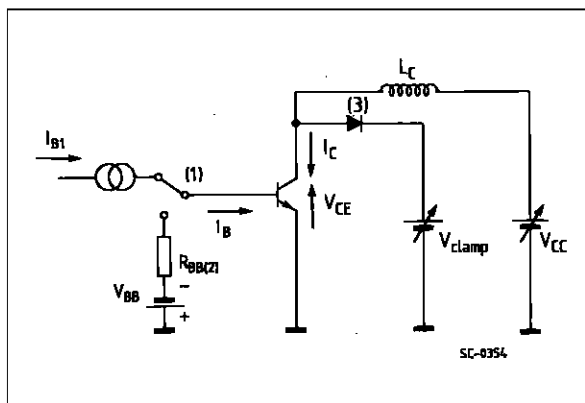 L_C
(3)
I_B1
(1)
I_C
V_CE
I_B
R_BB(2)
V_BB
−
+
V_clamp
V_CC
SC-0354